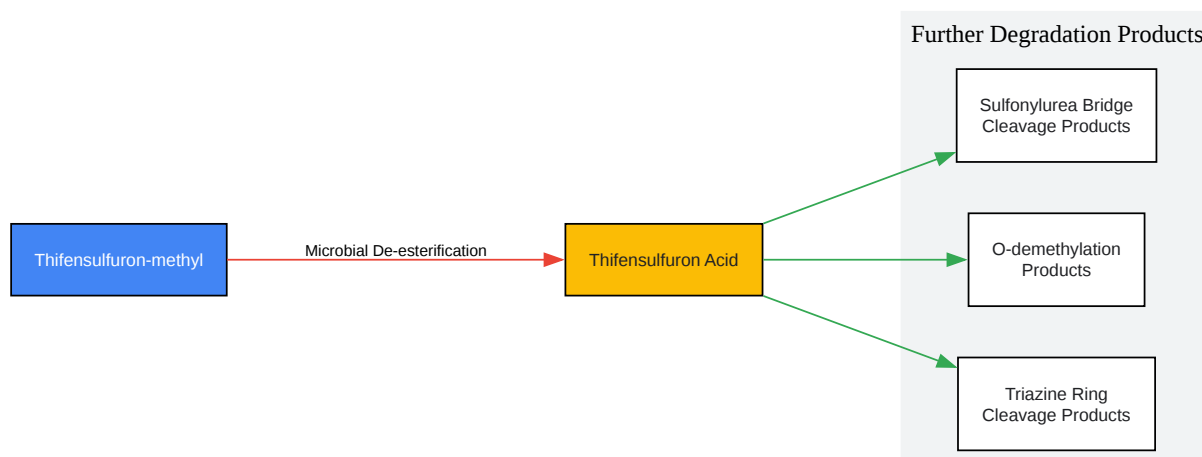 Further Degradation Products
Sulfonylurea Bridge
Cleavage Products
Thifensulfuron-methyl
Microbial De-esterification
Thifensulfuron Acid
O-demethylation
Products
Triazine Ring
Cleavage Products